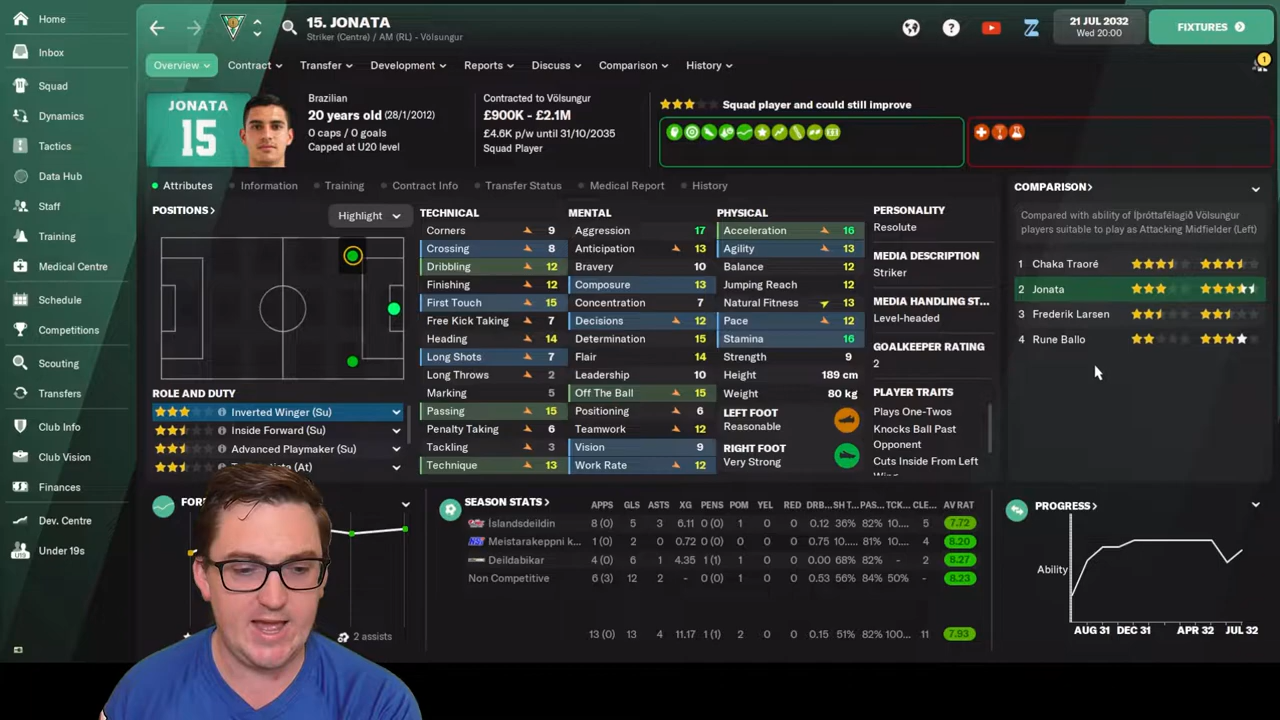 Home
Inbox
Squad
Dynamics
Tactics
Data Hub
Staff
Training
Medical Centre
Schedule
Competitions
Scouting
Transfers
Club Info
Club Vision
Finances
Dev. Centre
Under 19s
15. JONATA
Striker (Centre) / AM (RL) - Völsungur
21 JUL 2032
Wed 20:00
FIXTURES
Overview
Contract
Transfer
Development
Reports
Discuss
Comparison
History
1
JONATA
15
Brazilian
20 years old (28/1/2012)
0 caps / 0 goals
Capped at U20 level
Contracted to Völsungur
£900K - £2.1M
£4.6K p/w until 31/10/2035
Squad Player
Squad player and could still improve
Attributes
Information
Training
Contract Info
Transfer Status
Medical Report
History
POSITIONS>
Highlight
ROLE AND DUTY
Inverted Winger (Su)
Inside Forward (Su)
Advanced Playmaker (Su)
TECHNICAL
Corners 9
Crossing 8
Dribbling 12
Finishing 12
First Touch 15
Free Kick Taking 7
Heading 14
Long Shots 7
Long Throws 2
Marking 5
Passing 15
Penalty Taking 6
Tackling 3
Technique 13
MENTAL
Aggression 17
Anticipation 13
Bravery 10
Composure 13
Concentration 7
Decisions 12
Determination 15
Flair 14
Leadership 10
Off The Ball 15
Positioning 6
Teamwork 12
Vision 9
Work Rate 12
PHYSICAL
Acceleration 16
Agility 13
Balance 12
Jumping Reach 12
Natural Fitness 13
Pace 12
Stamina 16
Strength 9
Height 189 cm
Weight 80 kg
LEFT FOOT
Reasonable
RIGHT FOOT
Very Strong
PERSONALITY
Resolute
MEDIA DESCRIPTION
Striker
MEDIA HANDLING ST...
Level-headed
GOALKEEPER RATING
2
PLAYER TRAITS
Plays One-Twos
Knocks Ball Past
Opponent
Cuts Inside From Left
Wing
COMPARISON>
Compared with ability of Íþróttafélagið Völsungur
players suitable to play as Attacking Midfielder (Left)
1 Chaka Traoré
2 Jonata
3 Frederik Larsen
4 Rune Ballo
2 assists
SEASON STATS> APPS GLS ASTS XG PENS POM YEL RED DRB... SH T... PAS... TCK... CLE... AV RAT
Íslandsdeildin 8 (0) 5 3 6.11 0 (0) 1 0 0 0.12 36% 82% 10.... 5 7.72
Meistarakeppni k... 1 (0) 2 0 0.72 0 (0) 0 0 0 0.75 10.... 81% 10.... 4 8.20
Deildabikar 4 (0) 6 1 4.35 1 (1) 1 0 0 0.00 68% 82% - 2 8.27
Non Competitive 6 (3) 12 2 - 0 (0) 1 0 0 0.53 56% 84% 50% - 8.23
13 (0) 13 4 11.17 1 (1) 2 0 0 0.15 51% 82% 100... 11 7.93
PROGRESS>
Ability
AUG 31 DEC 31 APR 32 JUL 32